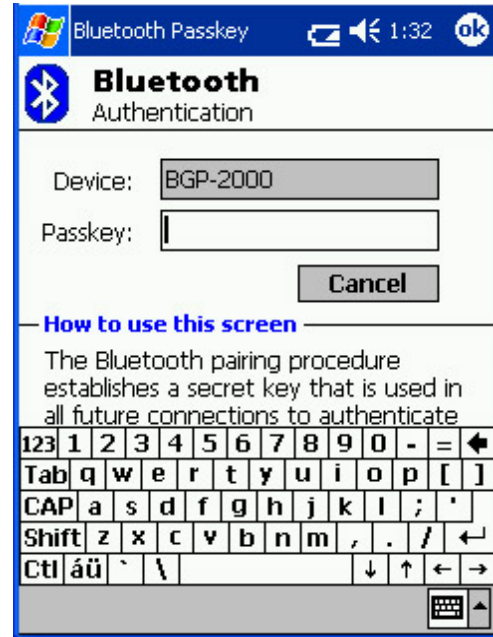 Bluetooth Passkey 1:32 ok
Bluetooth
Authentication
Device: BGP-2000
Passkey:
Cancel
How to use this screen
The Bluetooth pairing procedure
establishes a secret key that is used in
all future connections to authenticate
123 1 2 3 4 5 6 7 8 9 0 - =
Tab q w e r t y u i o p [ ]
CAP a s d f g h j k l ; '
Shift z x c v b n m , . /
Ctl áü ` \